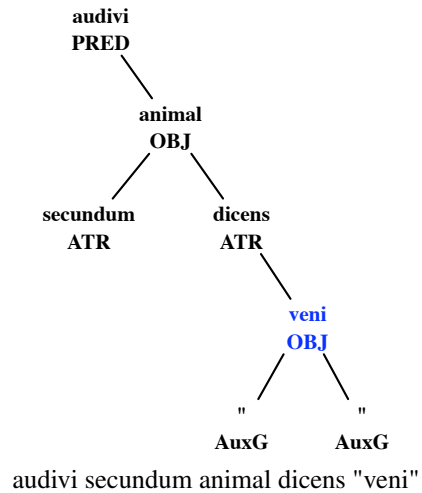 audivi
PRED
animal
OBJ
secundum dicens
ATR ATR
veni
OBJ
" "
AuxG AuxG
audivi secundum animal dicens "veni"